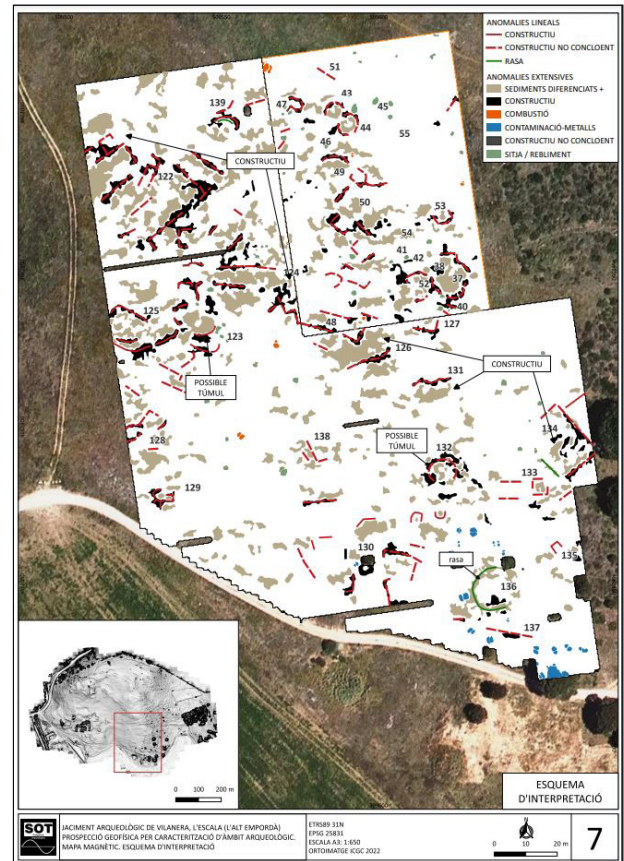 ANOMALIES LINEALS
CONSTRUCTIU
CONSTRUCTIU NO CONCLOENT
RASA
ANOMALIES EXTENSIVES
SEDIMENTS DIFERENCIATS +
CONSTRUCTIU
COMBUSTIÓ
CONTAMINACIÓ-METALLS
CONSTRUCTIU NO CONCLOENT
SITJA / REBLIMENT
51
139
47
43
45
44
46
55
CONSTRUCTIU
49
122
50
53
54
41
42
38
37
124
52
40
125
48
127
123
126
CONSTRUCTIU
POSSIBLE
TÚMUL
131
134
128
138
POSSIBLE
TÚMUL
132
133
129
130
135
rasa
136
137
0 100 200 m
ESQUEMA
D'INTERPRETACIÓ
SOT
JACIMENT ARQUEOLÒGIC DE VILANERA, L'ESCALA (L'ALT EMPORDÀ)
PROSPECCIÓ GEOFÍSICA PER CARACTERITZACIÓ D'ÀMBIT ARQUEOLÒGIC.
MAPA MAGNÈTIC. ESQUEMA D'INTERPRETACIÓ
ETRS89 31N
EPSG 25831
ESCALA A3: 1:650
ORTOIMATGE ICGC 2022
0 10 20 m
7